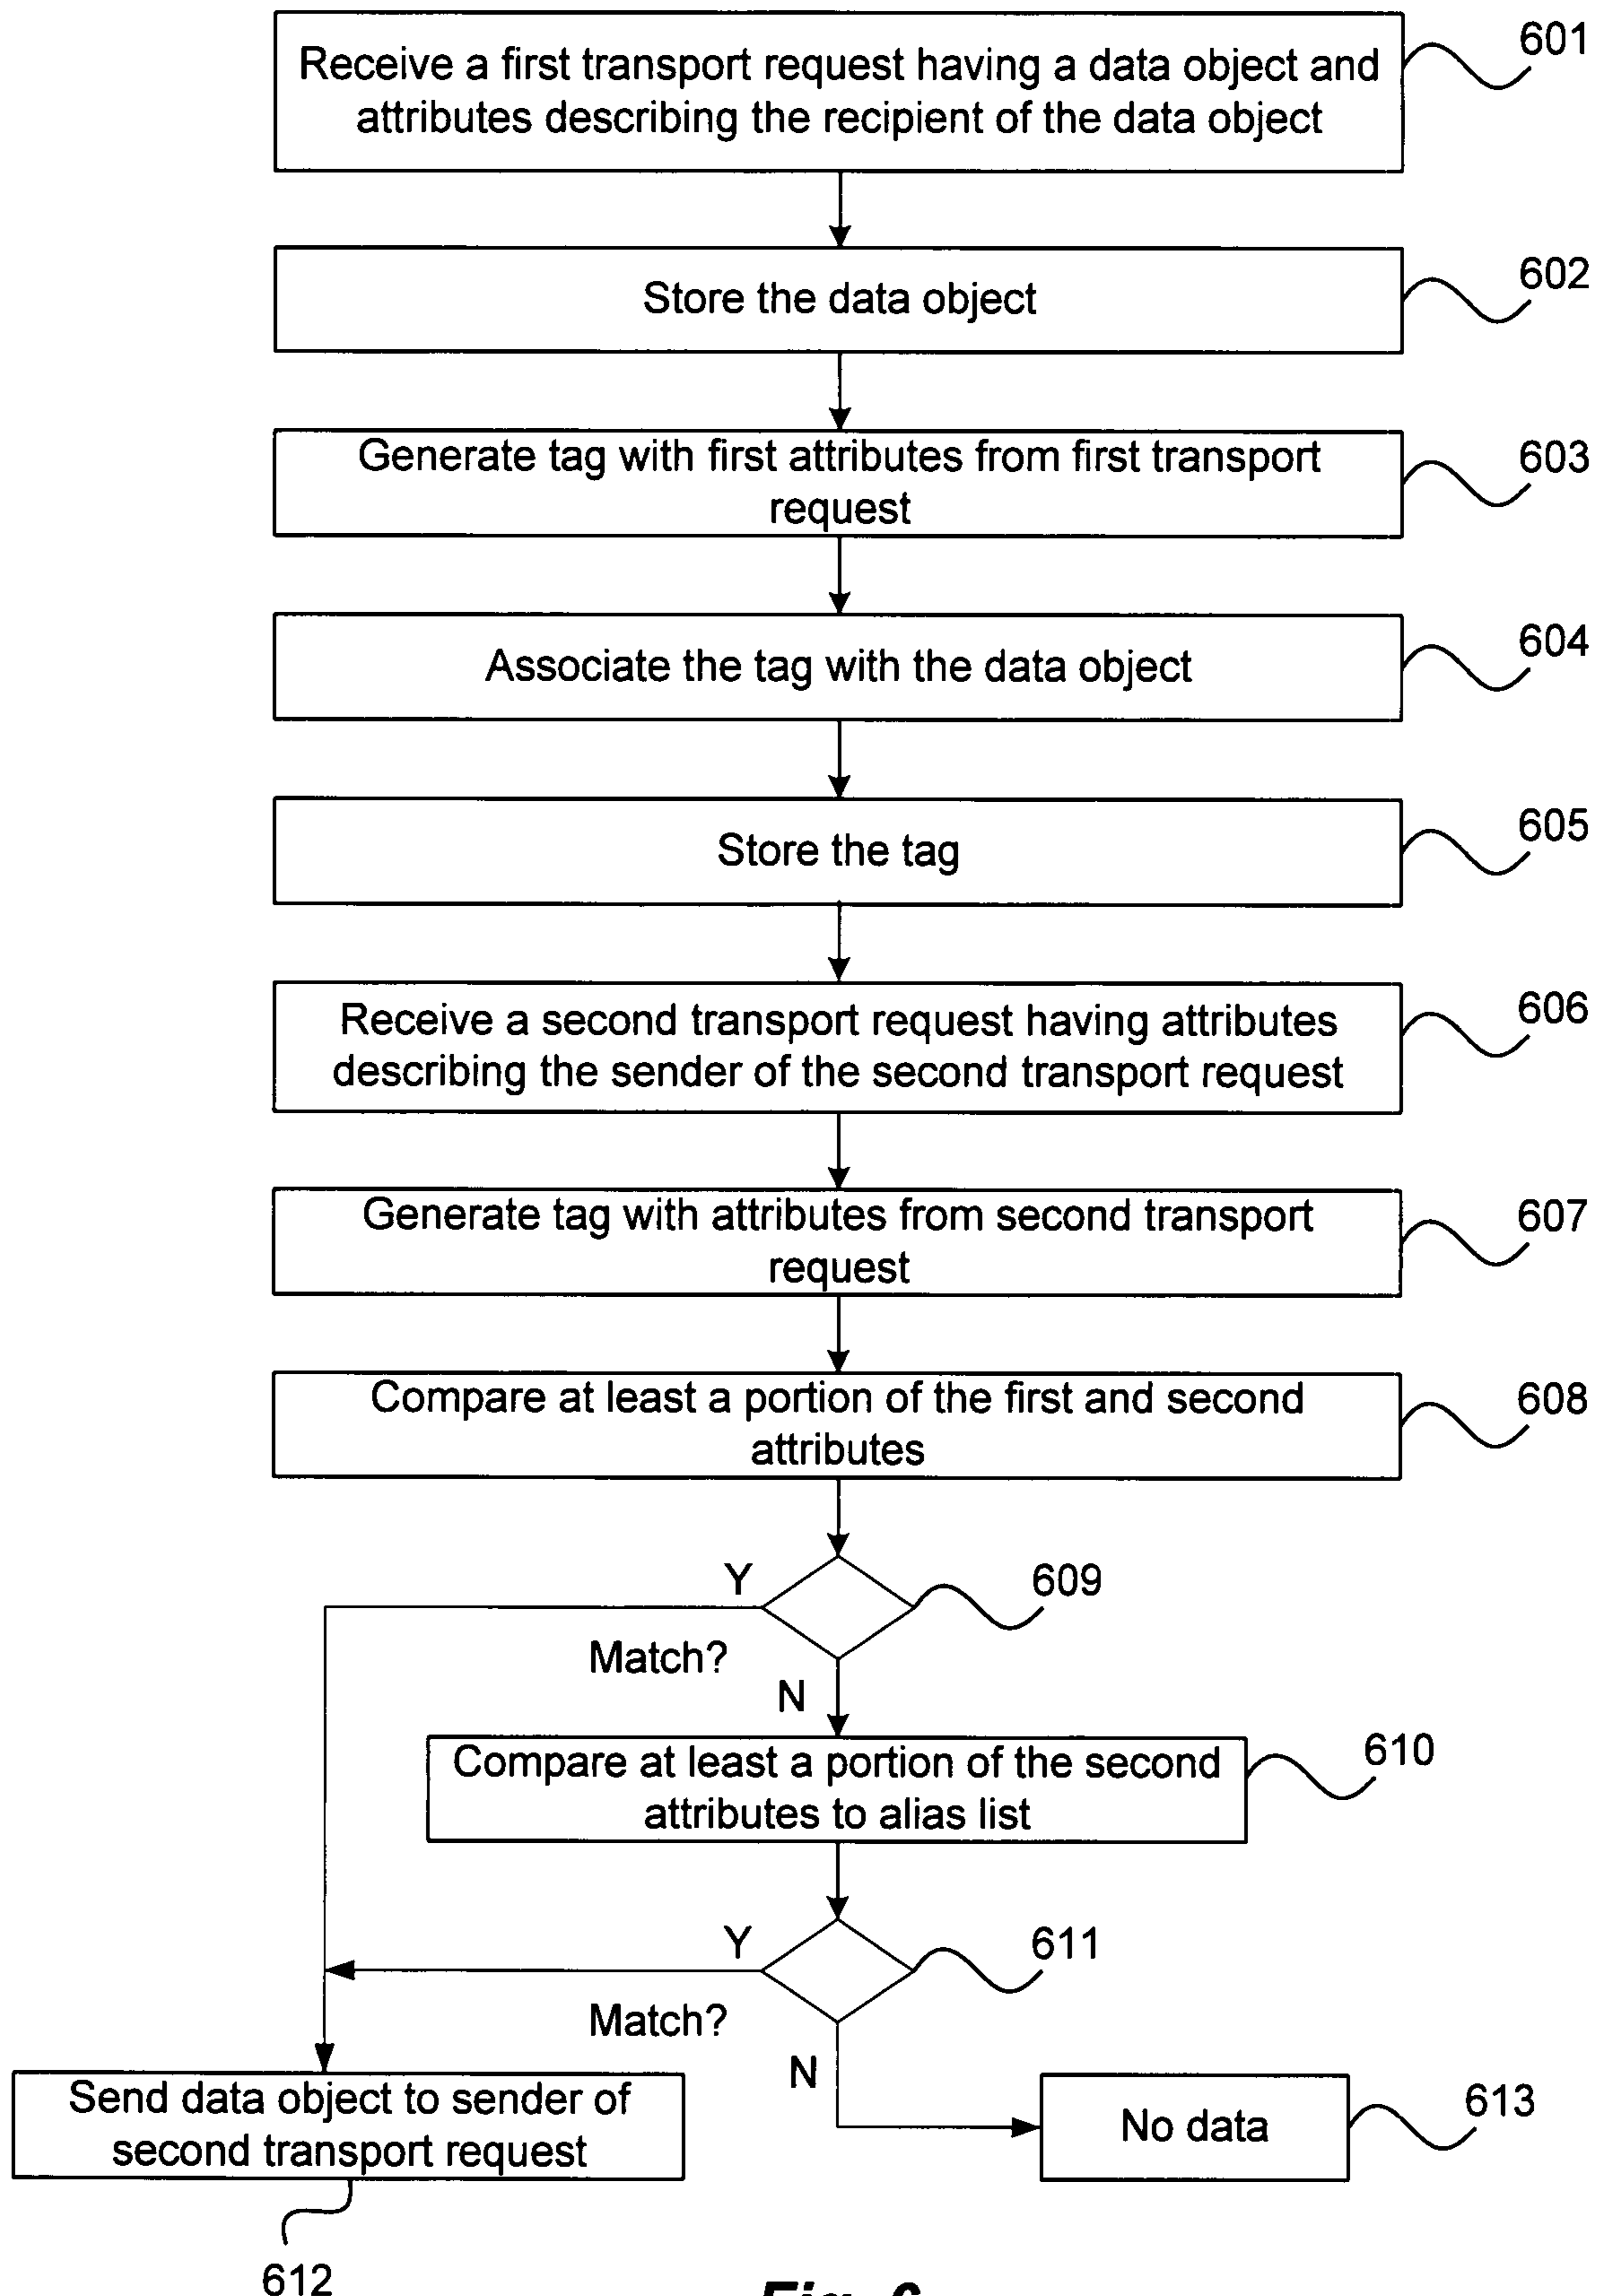 Receive a first transport request having a data object and
attributes describing the recipient of the data object
601
Store the data object
602
Generate tag with first attributes from first transport
request
603
Associate the tag with the data object
604
Store the tag
605
Receive a second transport request having attributes
describing the sender of the second transport request
606
Generate tag with attributes from second transport
request
607
Compare at least a portion of the first and second
attributes
608
Y
609
Match?
N
Compare at least a portion of the second
attributes to alias list
610
Y
611
Match?
N
Send data object to sender of
second transport request
612
No data
613